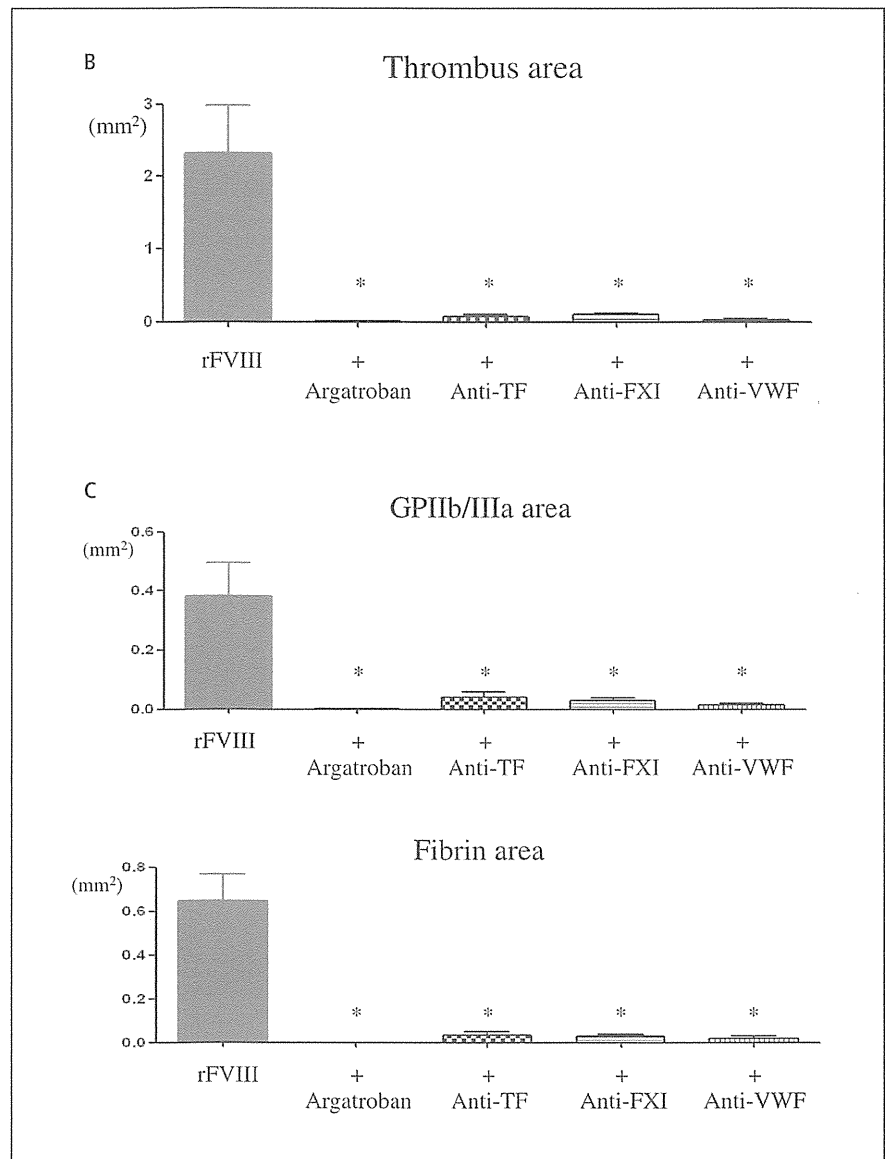 B
Thrombus area
(mm²)
3
2
1
0
* * * *
rFVIII + + + +
Argatroban Anti-TF Anti-FXI Anti-VWF
C
GPIIb/IIIa area
(mm²)
0.6
0.4
0.2
0.0
* * * *
rFVIII + + + +
Argatroban Anti-TF Anti-FXI Anti-VWF
Fibrin area
(mm²)
0.8
0.6
0.4
0.2
0.0
* * * *
rFVIII + + + +
Argatroban Anti-TF Anti-FXI Anti-VWF